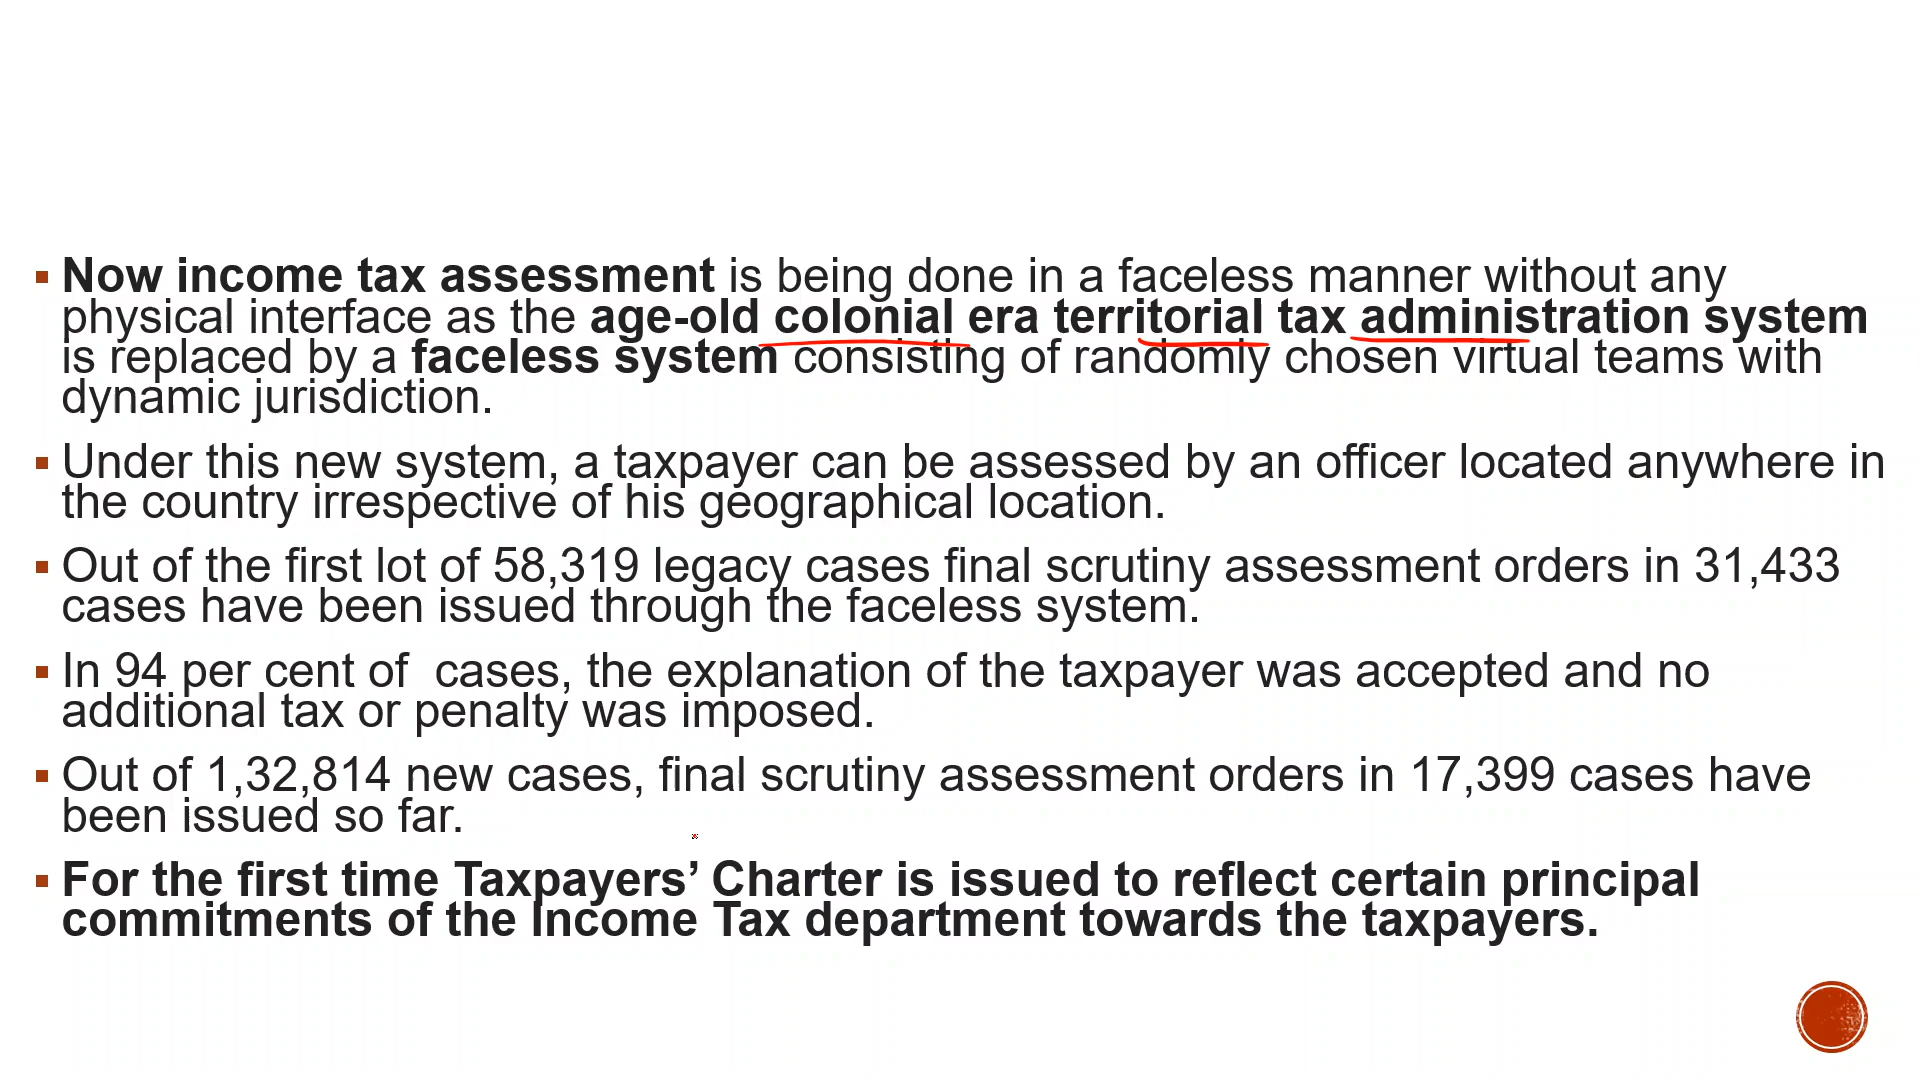 Now income tax assessment is being done in a faceless manner without any
physical interface as the age-old colonial era territorial tax administration system
is replaced by a faceless system consisting of randomly chosen virtual teams with
dynamic jurisdiction.
Under this new system, a taxpayer can be assessed by an officer located anywhere in
the country irrespective of his geographical location.
Out of the first lot of 58,319 legacy cases final scrutiny assessment orders in 31,433
cases have been issued through the faceless system.
In 94 per cent of  cases, the explanation of the taxpayer was accepted and no
additional tax or penalty was imposed.
Out of 1,32,814 new cases, final scrutiny assessment orders in 17,399 cases have
been issued so far.
For the first time Taxpayers’ Charter is issued to reflect certain principal
commitments of the Income Tax department towards the taxpayers.